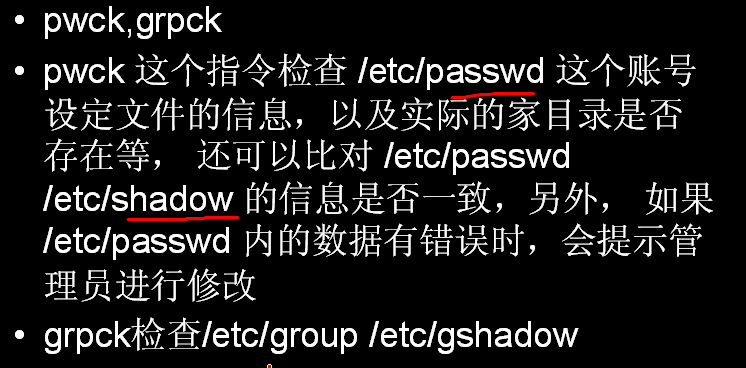 • pwck,grpck
• pwck 这个指令检查 /etc/passwd 这个账号
设定文件的信息，以及实际的家目录是否
存在等， 还可以比对 /etc/passwd
/etc/shadow 的信息是否一致，另外， 如果
/etc/passwd 内的数据有错误时，会提示管
理员进行修改
• grpck检查/etc/group /etc/gshadow